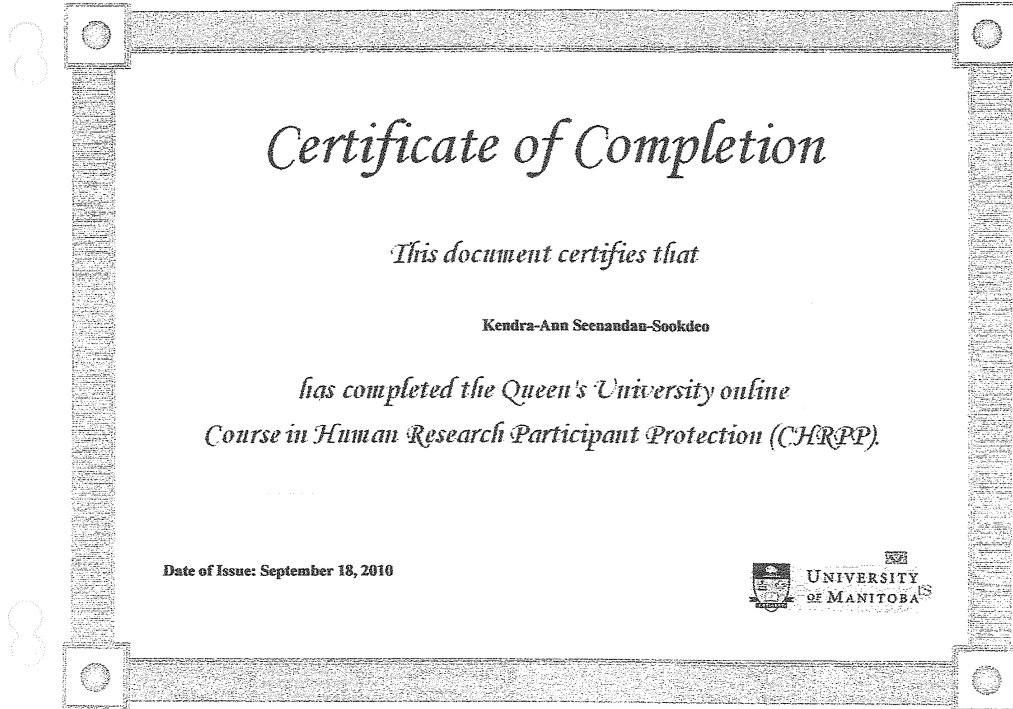 Certificate of Completion
This document certifies that
Kendra-Ann Seenandan-Sookdeo
has completed the Queen's University online
Course in Human Research Participant Protection (CHRPP).
Date of Issue: September 18, 2010
UNIVERSITY
OF MANITOBA